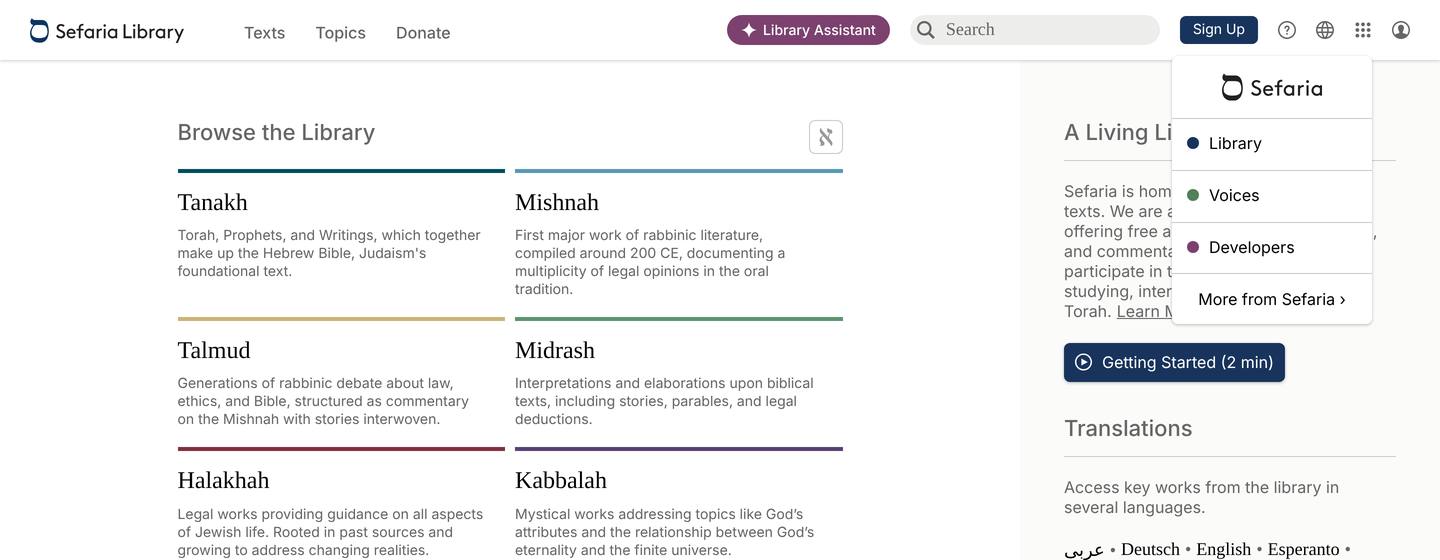 Sefaria Library
Texts
Topics
Donate
Library Assistant
Search
Sign Up
Browse the Library
א
Tanakh
Torah, Prophets, and Writings, which together
make up the Hebrew Bible, Judaism's
foundational text.
Mishnah
First major work of rabbinic literature,
compiled around 200 CE, documenting a
multiplicity of legal opinions in the oral
tradition.
Talmud
Generations of rabbinic debate about law,
ethics, and Bible, structured as commentary
on the Mishnah with stories interwoven.
Midrash
Interpretations and elaborations upon biblical
texts, including stories, parables, and legal
deductions.
Halakhah
Legal works providing guidance on all aspects
of Jewish life. Rooted in past sources and
growing to address changing realities.
Kabbalah
Mystical works addressing topics like God’s
attributes and the relationship between God’s
eternality and the finite universe.
Sefaria
Library
Voices
Developers
More from Sefaria ›
A Living
Sefaria is
texts. We are
offering free
and
participate in
studying,
Torah. Learn
Getting Started (2 min)
Translations
Access key works from the library in
several languages.
عربى • Deutsch • English • Esperanto •